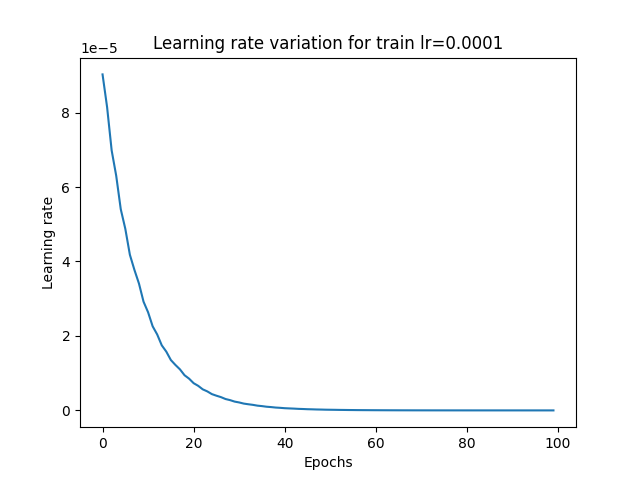 Learning rate variation for train lr=0.0001
1e−5
8
6
4
2
0
Learning rate
0 20 40 60 80 100
Epochs